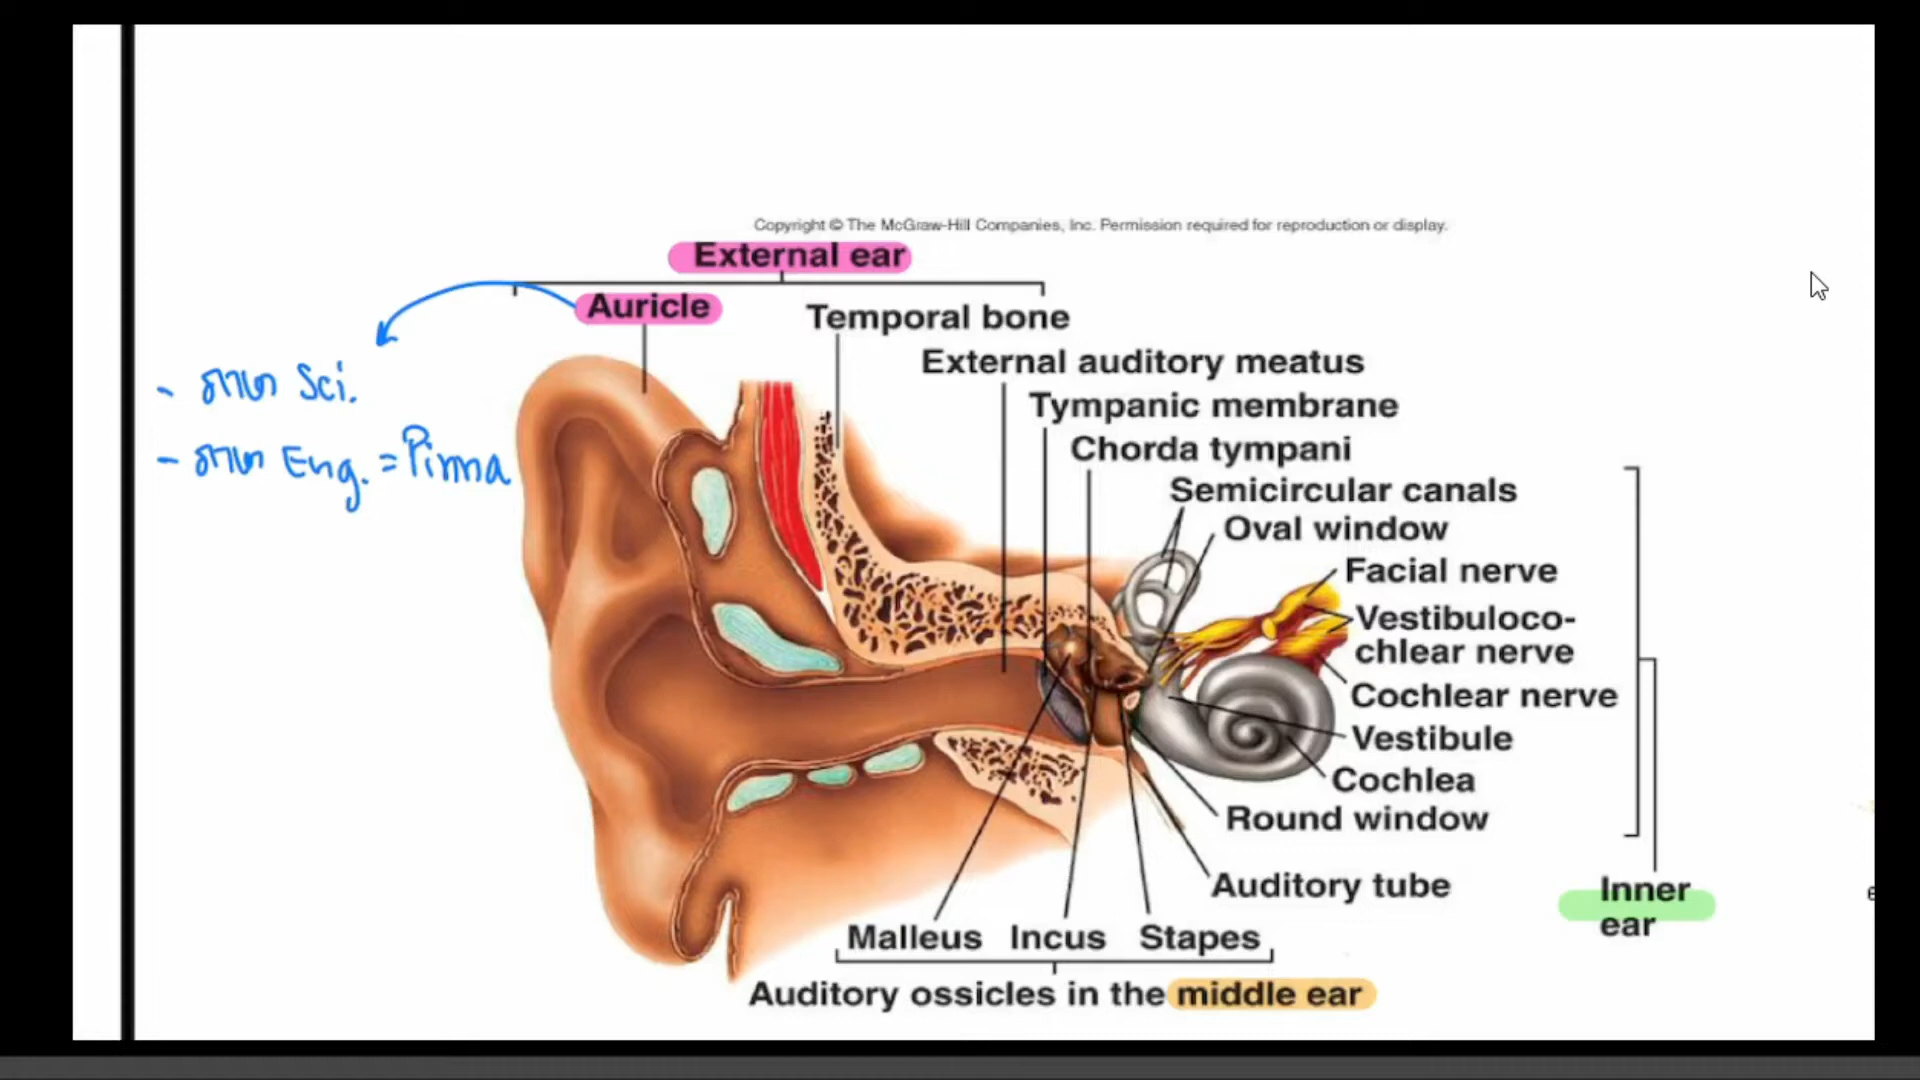 Copyright © The McGraw-Hill Companies, Inc. Permission required for reproduction or display.
External ear
Auricle
Temporal bone
External auditory meatus
- ภาษา Sci.
Tympanic membrane
Chorda tympani
- ภาษา Eng. = Pinna
Semicircular canals
Oval window
Facial nerve
Vestibuloco-
chlear nerve
Cochlear nerve
Vestibule
Cochlea
Round window
Auditory tube
Inner
ear
Malleus Incus Stapes
Auditory ossicles in the middle ear